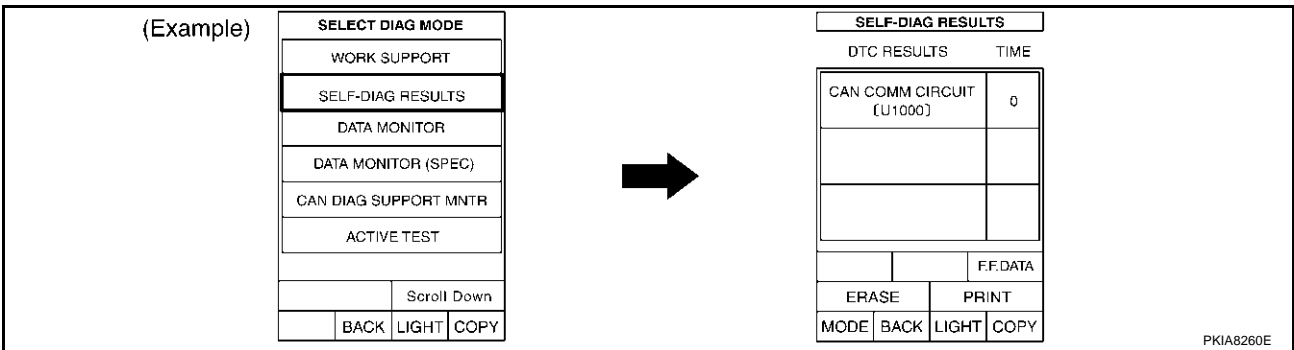 (Example)
SELECT DIAG MODE
WORK SUPPORT
SELF-DIAG RESULTS
DATA MONITOR
DATA MONITOR (SPEC)
CAN DIAG SUPPORT MNTR
ACTIVE TEST
Scroll Down
BACK LIGHT COPY
SELF-DIAG RESULTS
DTC RESULTS TIME
CAN COMM CIRCUIT 0
[U1000]
F.F.DATA
ERASE PRINT
MODE BACK LIGHT COPY
PKIA8260E